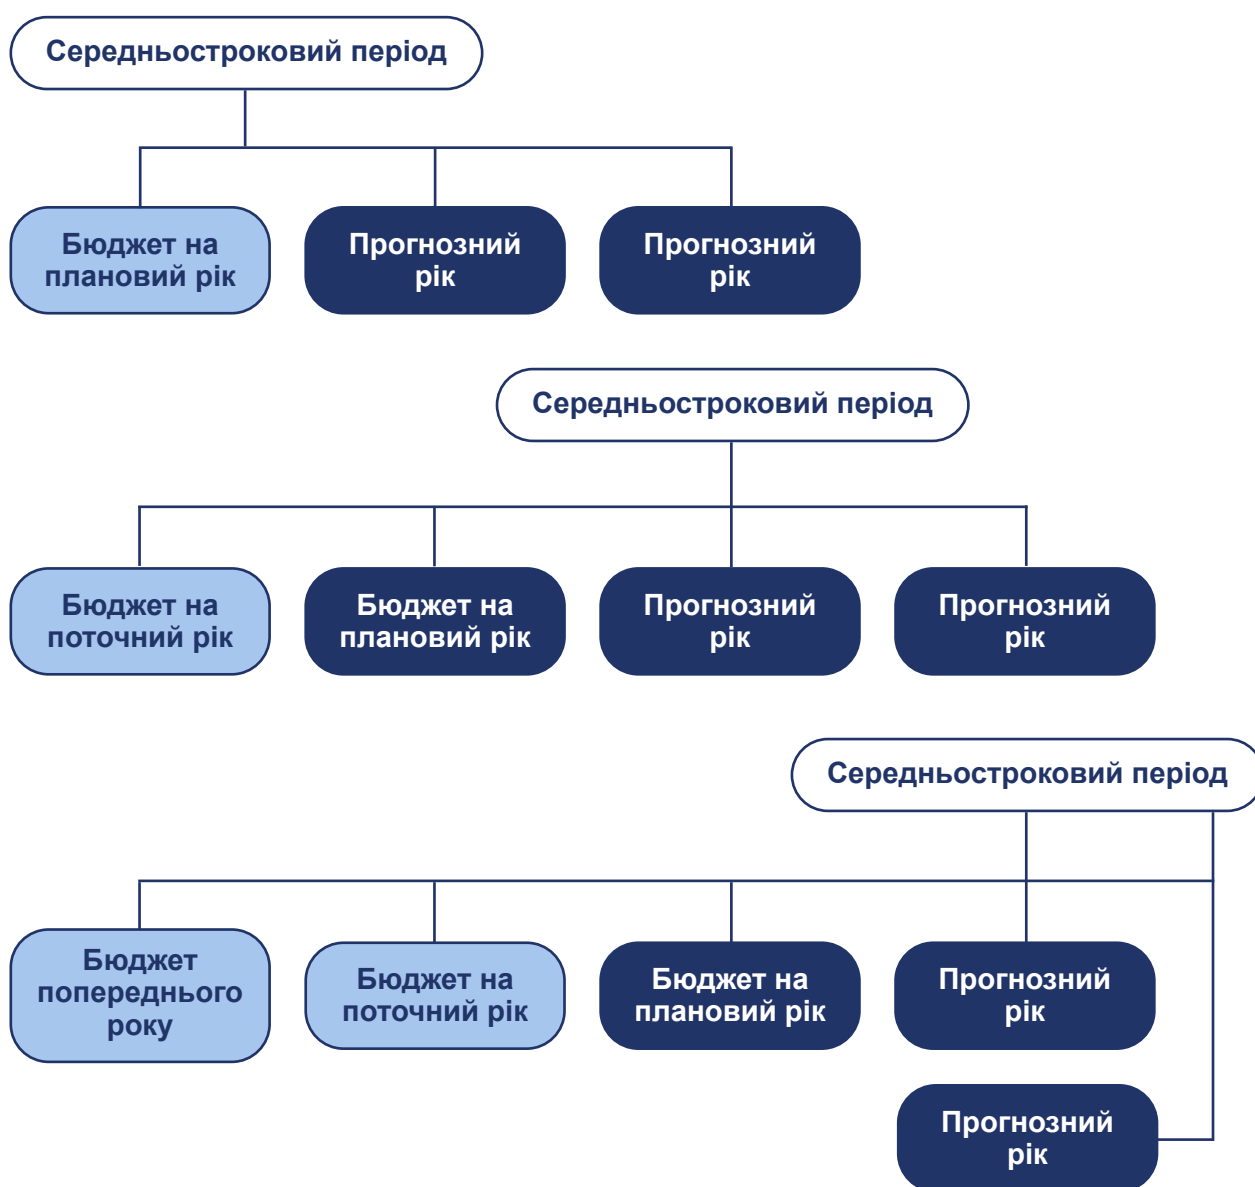 Середньостроковий період
Бюджет на
плановий рік
Прогнозний
рік
Прогнозний
рік
Середньостроковий період
Бюджет на
поточний рік
Бюджет на
плановий рік
Прогнозний
рік
Прогнозний
рік
Середньостроковий період
Бюджет
попереднього
року
Бюджет на
поточний рік
Бюджет на
плановий рік
Прогнозний
рік
Прогнозний
рік